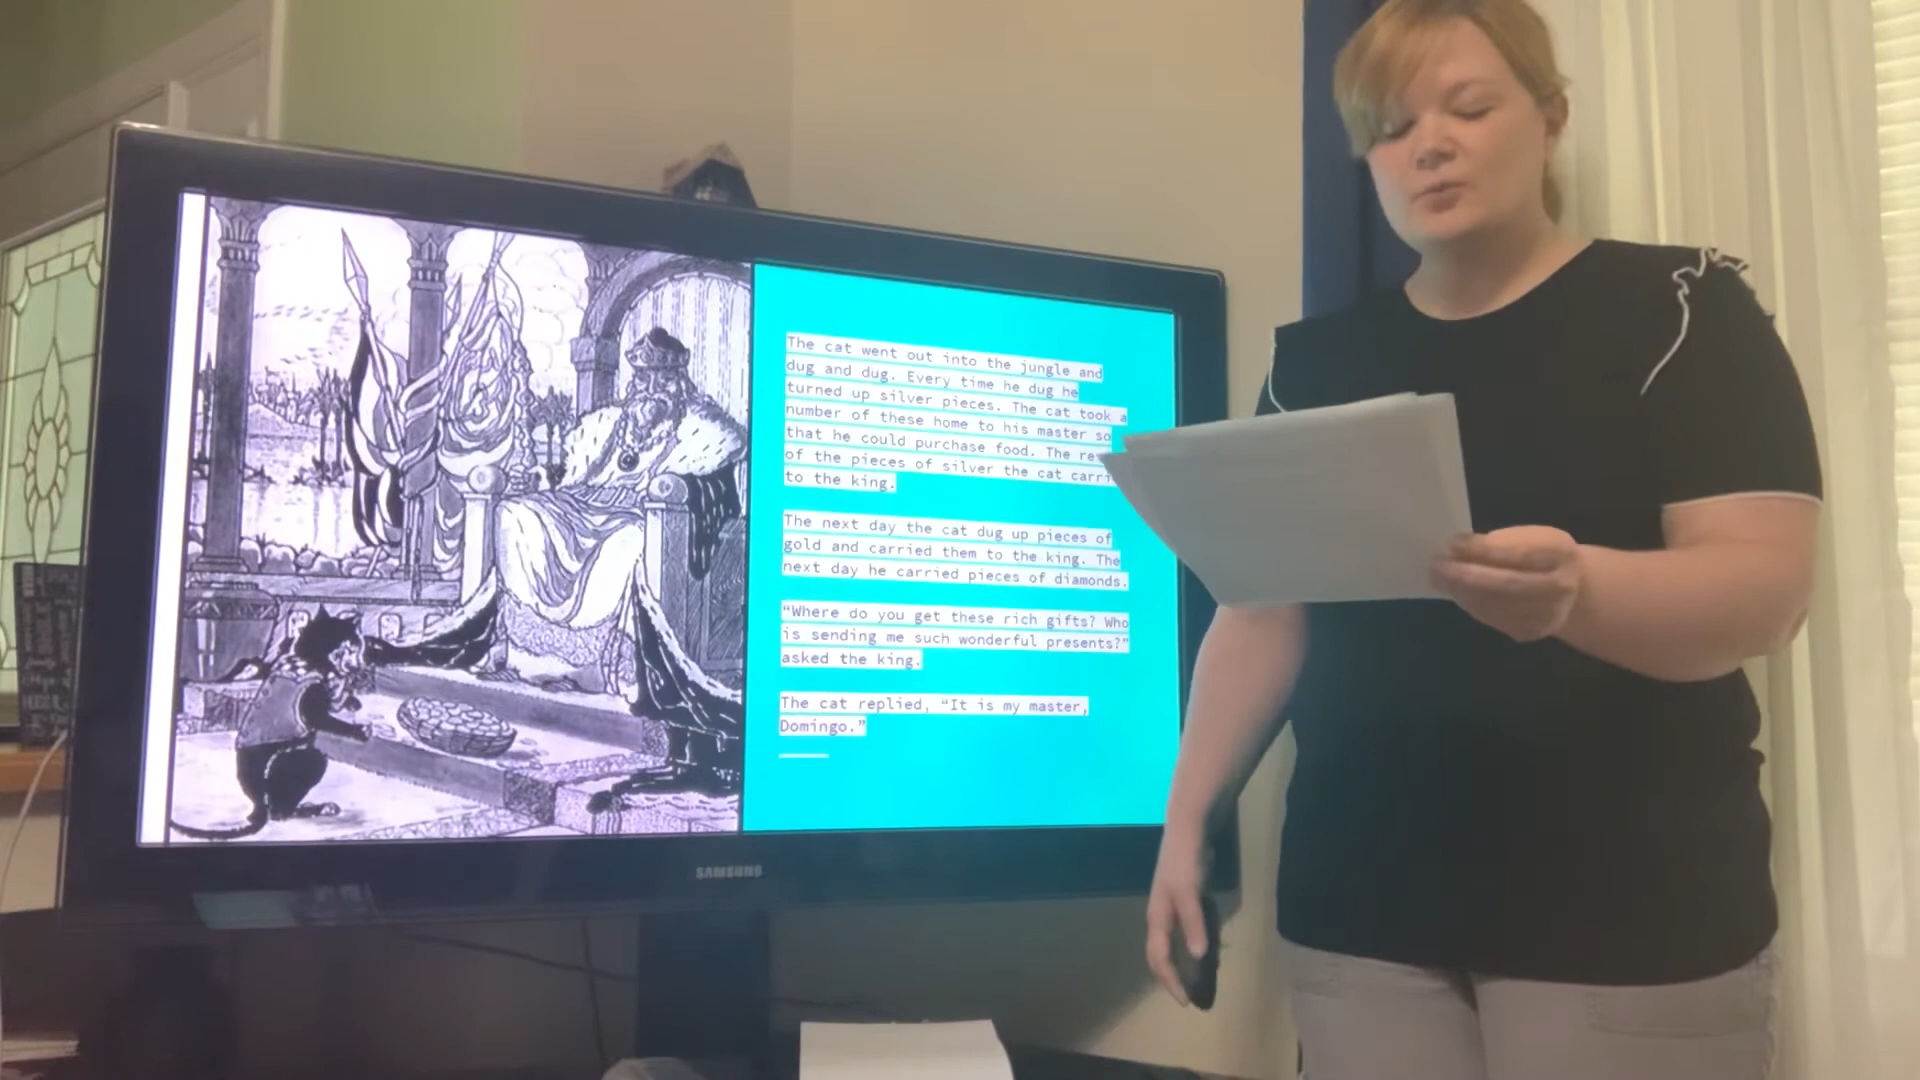 The cat went out into the jungle and
dug and dug. Every time he dug he
turned up silver pieces. The cat took a
number of these home to his master so
that he could purchase food. The
of the pieces of silver the cat
to the king.
The next day the cat dug up pieces of
gold and carried them to the king. The
next day he carried pieces of diamonds.
“Where do you get these rich gifts? Who
is sending me such wonderful presents?”
asked the king.
The cat replied, “It is my master,
Domingo.”
SAMSUNG